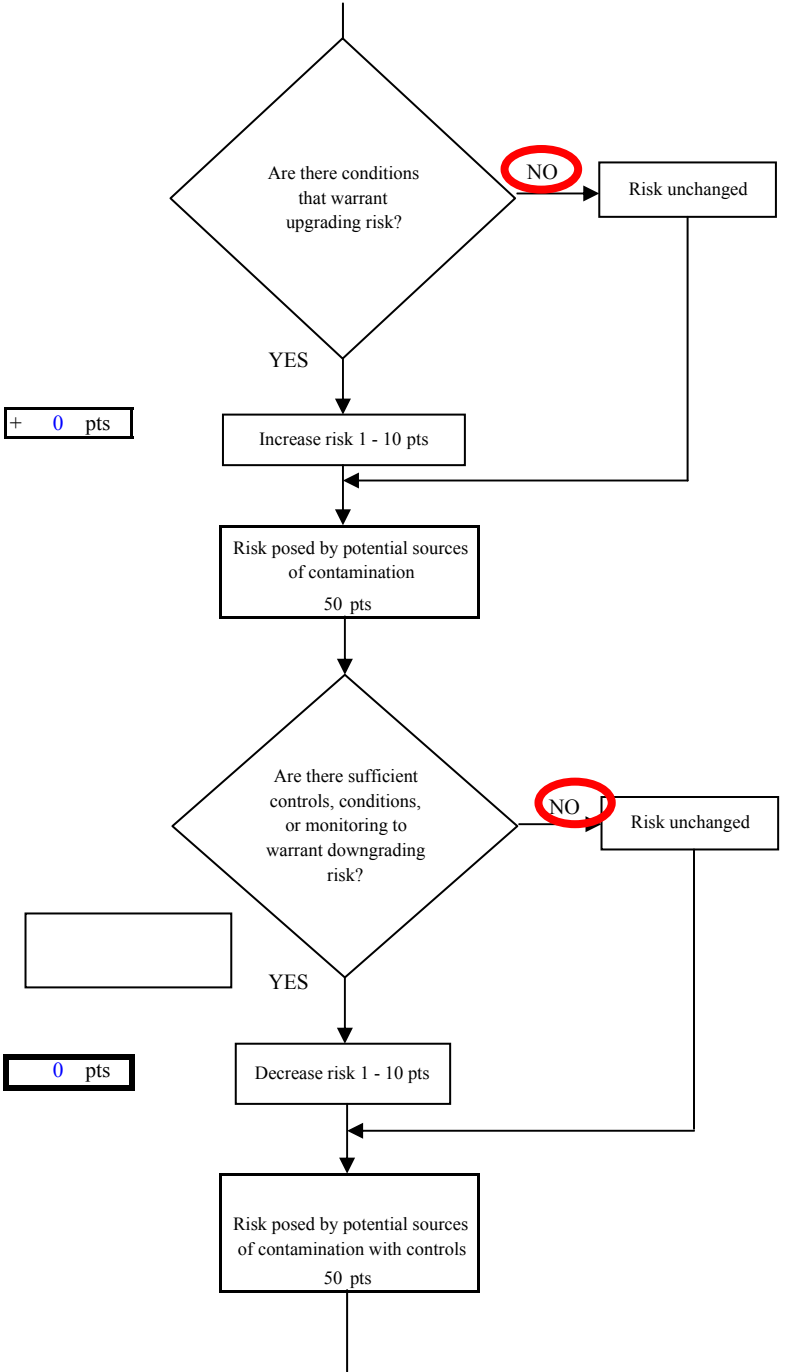 Are there conditions
that warrant
upgrading risk?
NO
Risk unchanged
YES
+ 0 pts
Increase risk 1 - 10 pts
Risk posed by potential sources
of contamination
50 pts
Are there sufficient
controls, conditions,
or monitoring to
warrant downgrading
risk?
NO
Risk unchanged
YES
0 pts
Decrease risk 1 - 10 pts
Risk posed by potential sources
of contamination with controls
50 pts